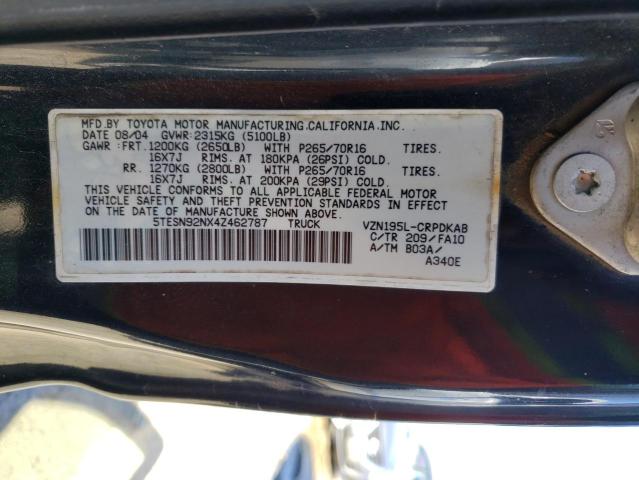 MFD.BY TOYOTA MOTOR MANUFACTURING.CALIFORNIA.INC.
DATE 08/04 GVWR:2315KG (5100LB)
GAWR:FRT.1200KG (2650LB) WITH P265/70R16 TIRES.
16X7J RIMS. AT 180KPA (26PSI) COLD.
RR. 1270KG (2800LB) WITH P265/70R16 TIRES.
16X7J RIMS. AT 200KPA (29PSI) COLD.
THIS VEHICLE CONFORMS TO ALL APPLICABLE FEDERAL MOTOR
VEHICLE SAFETY AND THEFT PREVENTION STANDARDS IN EFFECT
ON THE DATE OF MANUFACTURE SHOWN ABOVE.
5TESN92NX4Z462787 TRUCK VZN195L-CRPDKAB
C/TR 209/FA10
A/TM B03A/
A340E